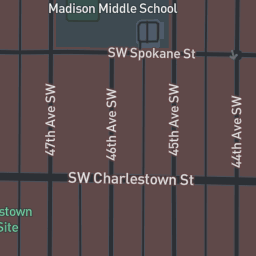 Madison Middle School
SW Spokane St
47th Ave SW
46th Ave SW
45th Ave SW
44th Ave SW
SW Charlestown St
stown
Site